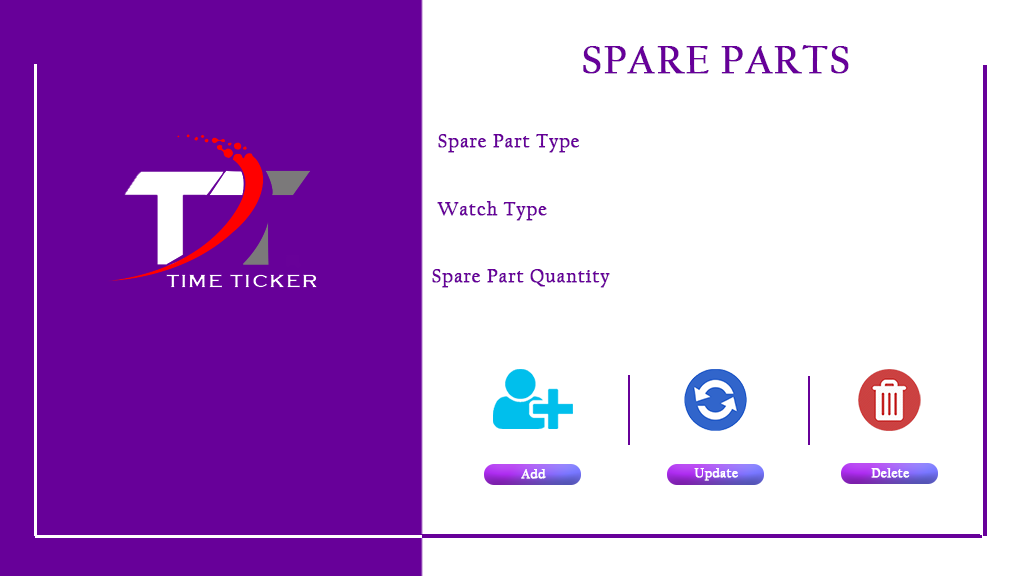 SPARE PARTS
Spare Part Type
Watch Type
Spare Part Quantity
TIME TICKER
Add
Update
Delete